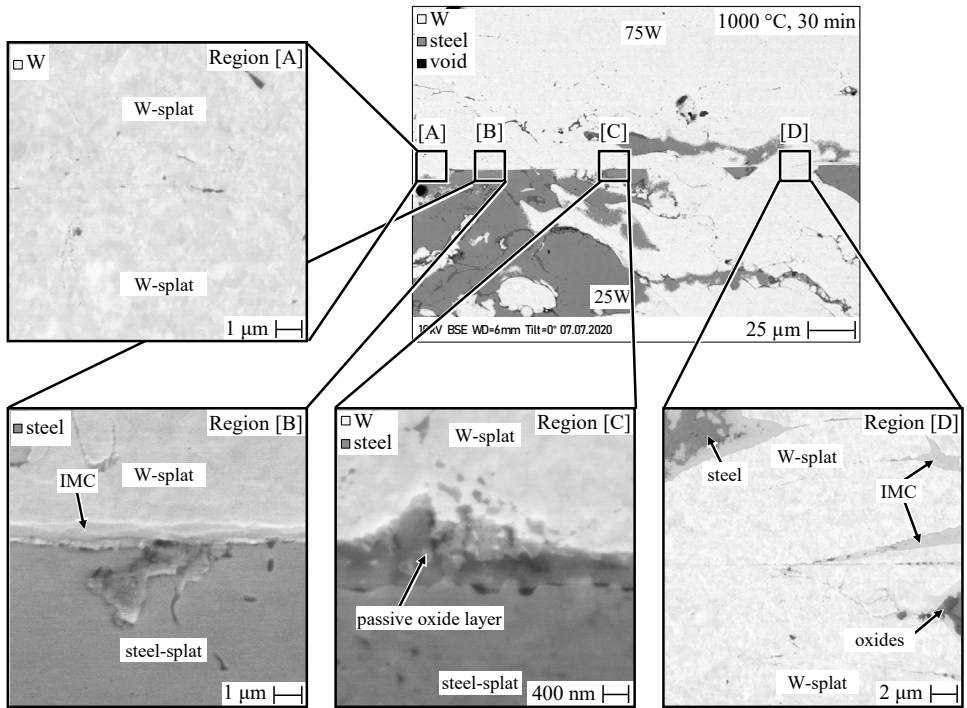 W
Region [A]
W-splat
W-splat
1 µm
W
steel
void
75W
1000 °C, 30 min
[A]
[B]
[C]
[D]
25W
BSE WD=6mm Tilt=0° 07.07.2020
25 µm
steel
Region [B]
W-splat
IMC
steel-splat
1 µm
W
steel
Region [C]
W-splat
passive oxide layer
steel-splat
400 nm
Region [D]
W-splat
steel
IMC
oxides
W-splat
2 µm